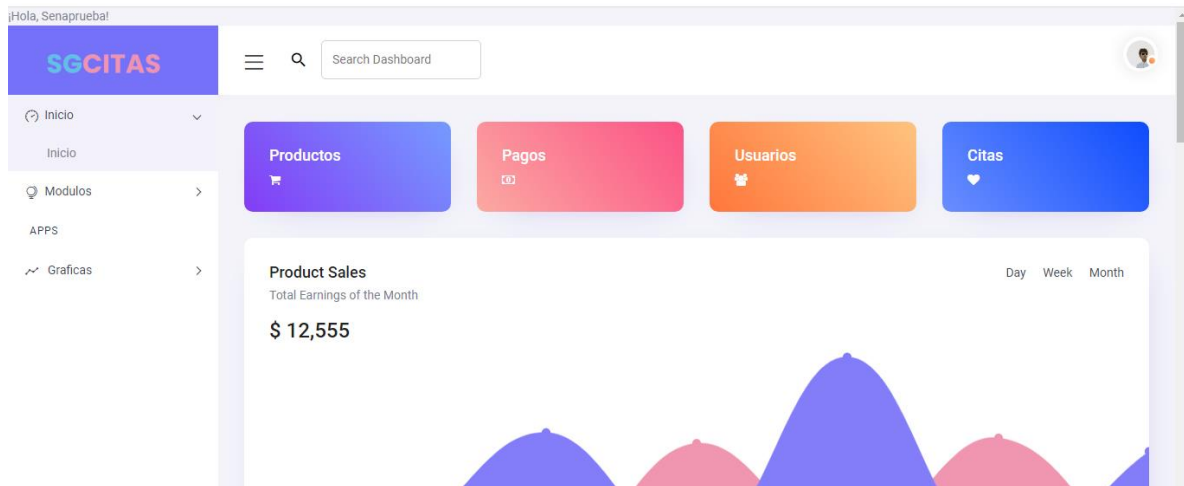 ¡Hola, Senaprueba!
SGCITAS
Search Dashboard
Inicio
Inicio
Modulos
APPS
Graficas
Productos
Pagos
Usuarios
Citas
Product Sales
Day Week Month
Total Earnings of the Month
$ 12,555